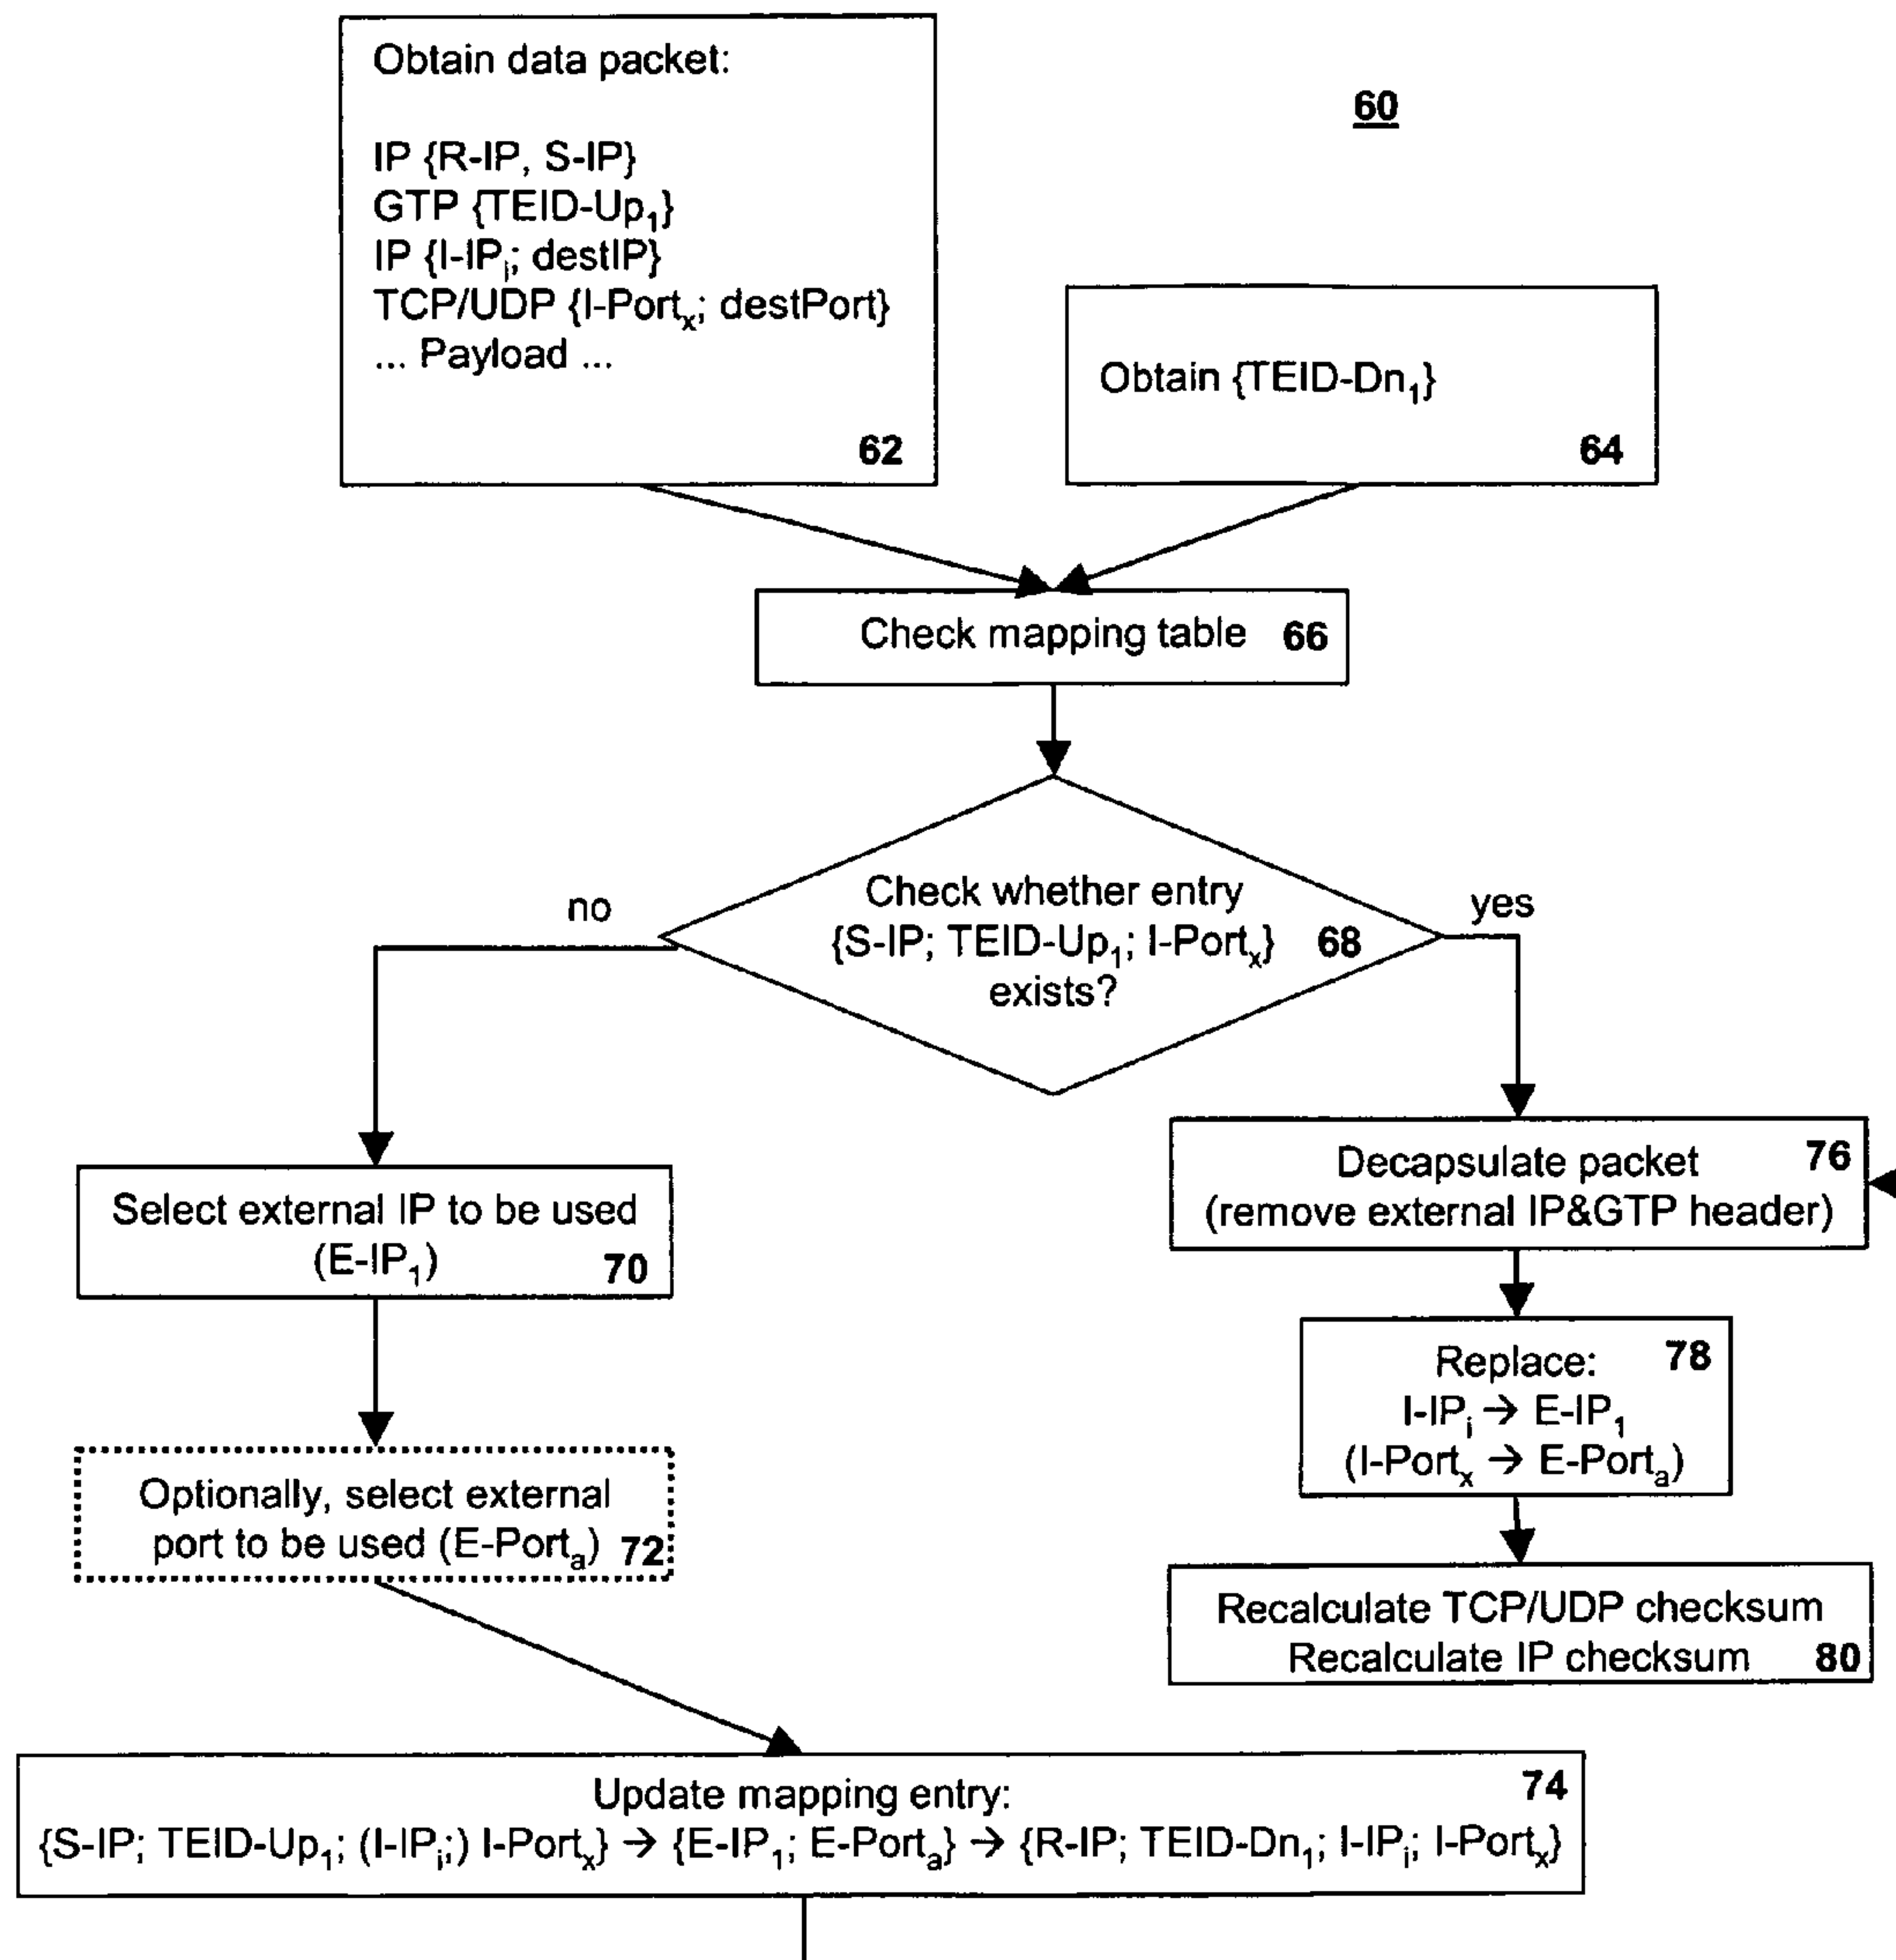 Obtain data packet:
IP {R-IP, S-IP}
GTP {TEID-Up₁}
IP {I-IPᵢ; destIP}
TCP/UDP {I-Portₓ; destPort}
... Payload ...
62
60
Obtain {TEID-Dn₁}
64
Check mapping table 66
Check whether entry
{S-IP; TEID-Up₁; I-Portₓ} 68
exists?
no
yes
Select external IP to be used
(E-IP₁) 70
Optionally, select external
port to be used (E-Portₐ) 72
Decapsulate packet 76
(remove external IP&GTP header)
Replace: 78
I-IPᵢ → E-IP₁
(I-Portₓ → E-Portₐ)
Recalculate TCP/UDP checksum
Recalculate IP checksum 80
Update mapping entry: 74
{S-IP; TEID-Up₁; (I-IPᵢ;) I-Portₓ} → {E-IP₁; E-Portₐ} → {R-IP; TEID-Dn₁; I-IPᵢ; I-Portₓ}